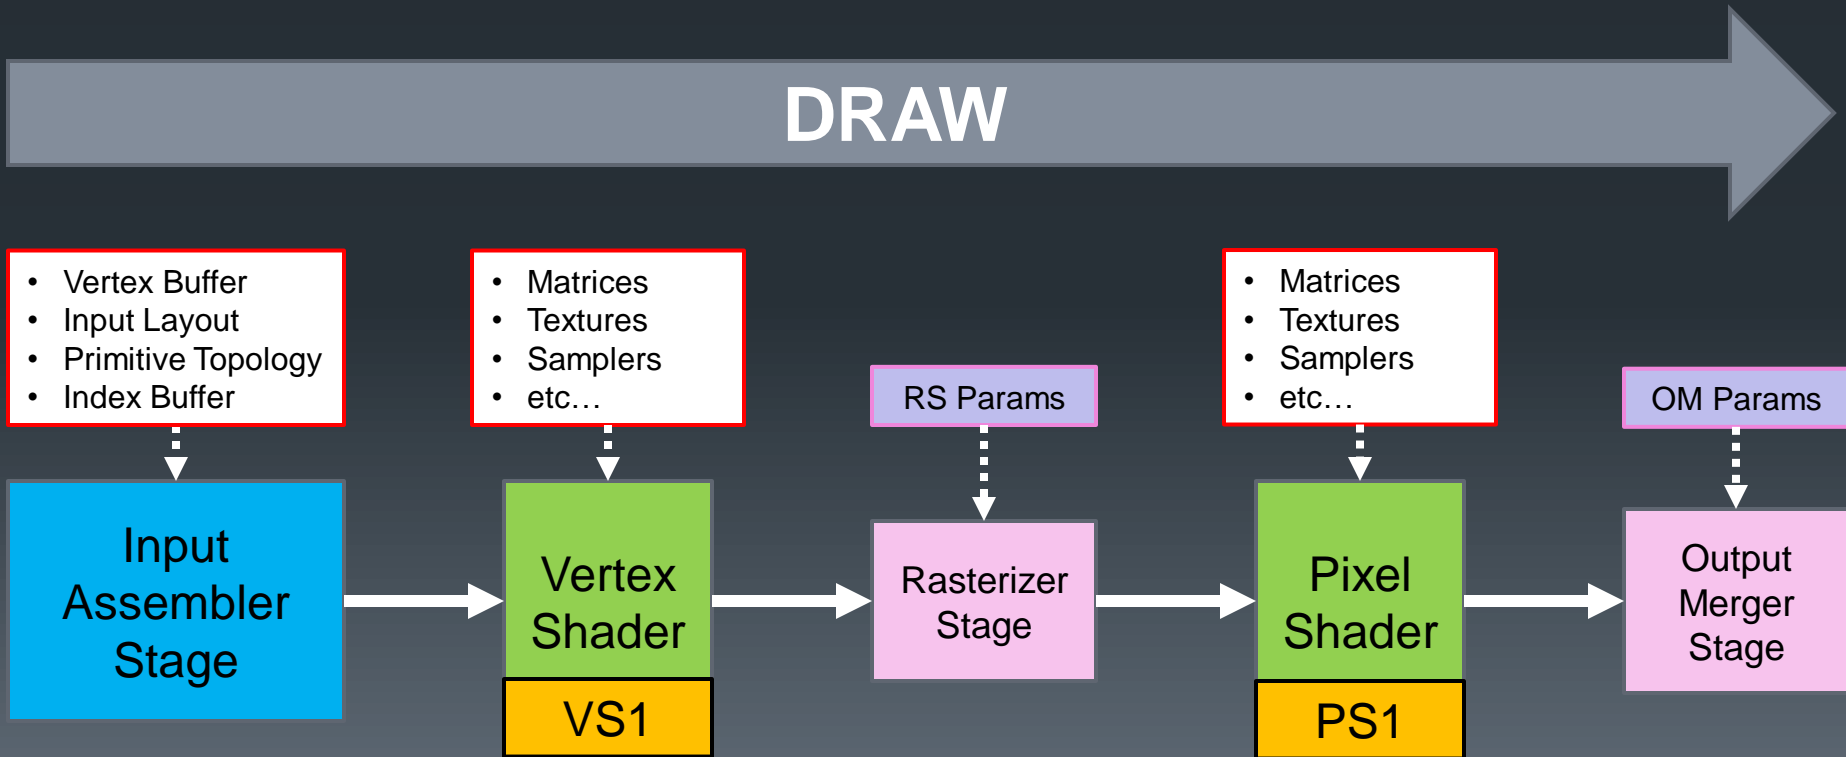 DRAW
• Vertex Buffer
• Input Layout
• Primitive Topology
• Index Buffer
• Matrices
• Textures
• Samplers
• etc…
RS Params
• Matrices
• Textures
• Samplers
• etc…
OM Params
Input
Assembler
Stage
Vertex
Shader
VS1
Rasterizer
Stage
Pixel
Shader
PS1
Output
Merger
Stage